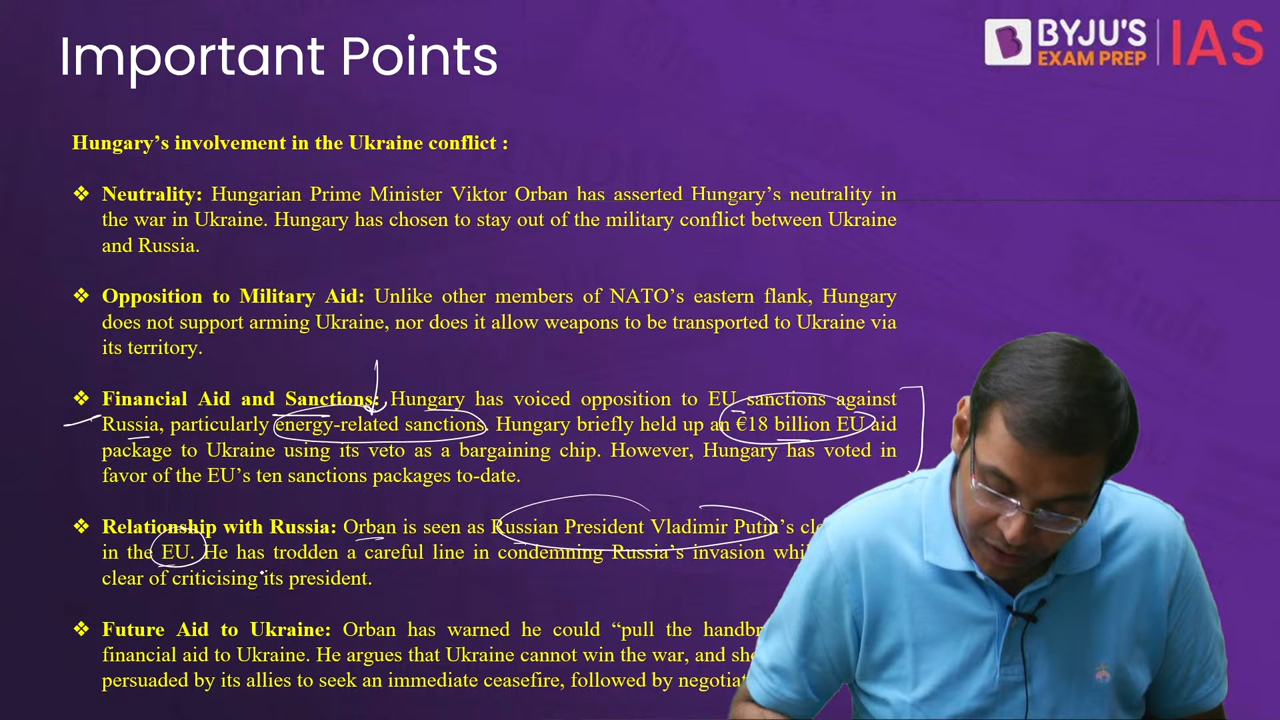 Important Points
BYJU'S
EXAM PREP
IAS
Hungary's involvement in the Ukraine conflict :
❖ Neutrality: Hungarian Prime Minister Viktor Orban has asserted Hungary's neutrality in
the war in Ukraine. Hungary has chosen to stay out of the military conflict between Ukraine
and Russia.
❖ Opposition to Military Aid: Unlike other members of NATO's eastern flank, Hungary
does not support arming Ukraine, nor does it allow weapons to be transported to Ukraine via
its territory.
❖ Financial Aid and Sanctions: Hungary has voiced opposition to EU sanctions against
Russia, particularly energy-related sanctions. Hungary briefly held up an €18 billion EU aid
package to Ukraine using its veto as a bargaining chip. However, Hungary has voted in
favor of the EU's ten sanctions packages to-date.
❖ Relationship with Russia: Orban is seen as Russian President Vladimir Putin's
in the EU. He has trodden a careful line in condemning Russia's invasion
clear of criticising its president.
❖ Future Aid to Ukraine: Orban has warned he could "pull the
financial aid to Ukraine. He argues that Ukraine cannot win the war, and
persuaded by its allies to seek an immediate ceasefire, followed by